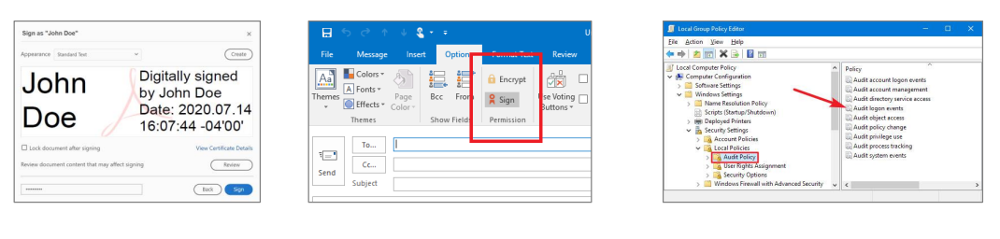 Sign as "John Doe"
×
Appearance Standard Text Create
John
Doe
Digitally signed
by John Doe
Date: 2020.07.14
16:07:44 -04'00'
Lock document after signing View Certificate Details
Review document content that may affect signing Review
Back Sign
U
File Message Insert Options Format Text Review
Aa
Themes
Colors
Fonts
Effects
Page
Color
Themes
Bcc From
Show Fields
Encrypt
Sign
Permission
Use Voting
Buttons
To...
Cc...
Send
Subject
Local Group Policy Editor
File Action View Help
Local Computer Policy
Computer Configuration
Software Settings
Windows Settings
Name Resolution Policy
Scripts (Startup/Shutdown)
Deployed Printers
Security Settings
Account Policies
Local Policies
Audit Policy
User Rights Assignment
Security Options
Windows Firewall with Advanced Security
Policy
Audit account logon events
Audit account management
Audit directory service access
Audit logon events
Audit object access
Audit policy change
Audit privilege use
Audit process tracking
Audit system events